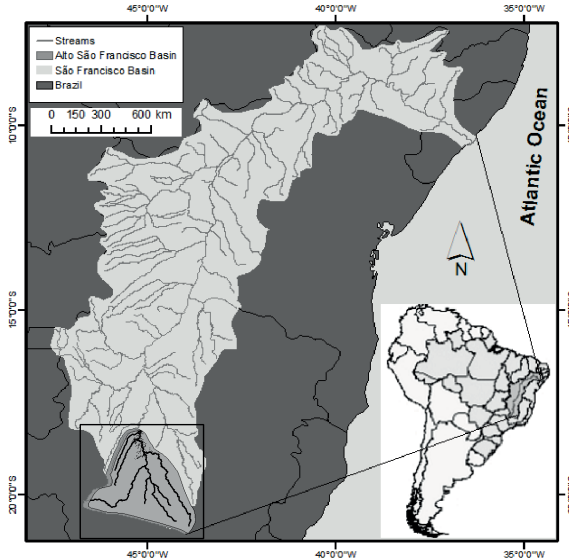 45°0'0"W 40°0'0"W 35°0'0"W
Streams
Alto São Francisco Basin
São Francisco Basin
Brazil
0 150 300 600 km
10°0'0"S
Atlantic Ocean
N
15°0'0"S
20°0'0"S
45°0'0"W 40°0'0"W 35°0'0"W